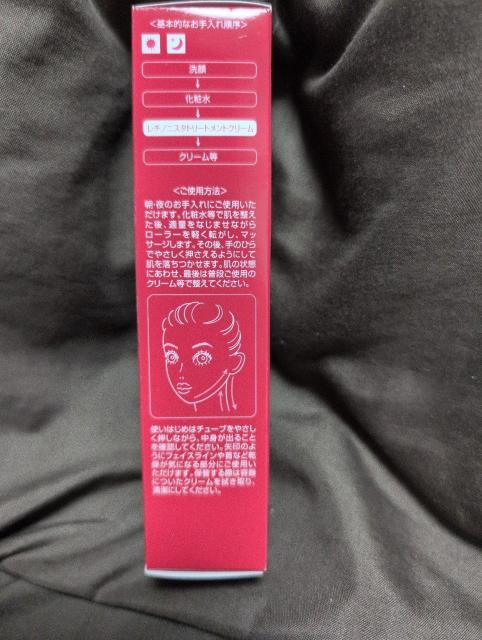 <基本的なお手入れ順序>
洗顔
↓
化粧水
↓
レチノニスタトリートメントクリーム
↓
クリーム等
<ご使用方法>
朝・夜のお手入れにご使用いた
だけます。化粧水等で肌を整え
た後、適量をなじませながら
ローラーを軽く転がし、マッ
サージします。その後、手のひら
でやさしく押さえるようにして
肌を落ちつかせます。肌の状態
にあわせ、最後は普段ご使用の
クリーム等で整えてください。
使いはじめはチューブをやさし
く押しながら、中身が出ること
を確認してください。矢印のよ
うにフェイスラインや首など乾
燥が気になる部分にご使用い
ただけます。保管する際は容器
についたクリームを拭き取り、
清潔にしてください。